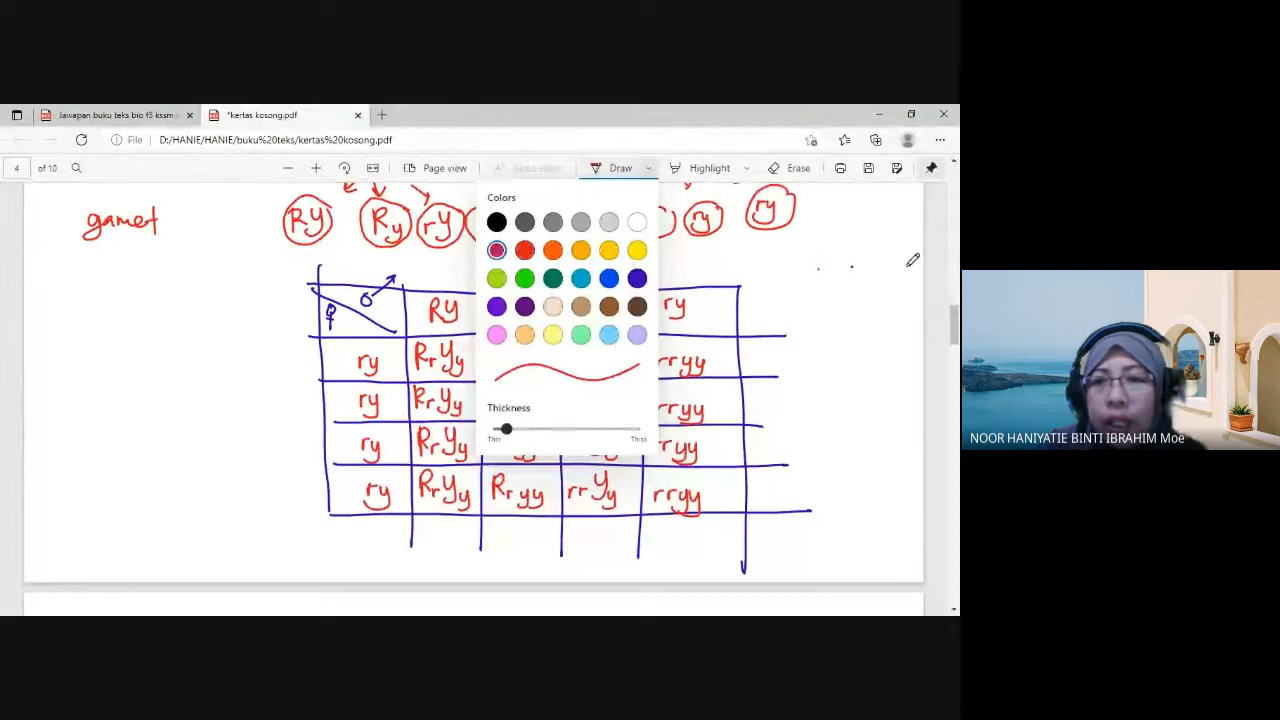 Jawapan buku teks bio f5 kssm
*kertas kosong.pdf
File D:/HANIE/HANIE/buku%20teks/kertas%20kosong.pdf
4 of 10 Page view Draw Highlight Erase
Colors
gamet RY Ry rY ry ry
♀ ♂ RY ry
ry RrYy rryy
ry RrYy rryy
Thickness
Thin Thick
ry RrYy ryy
ry RrYy Rryy rrYy rryy
NOOR HANIYATIE BINTI IBRAHIM Moe